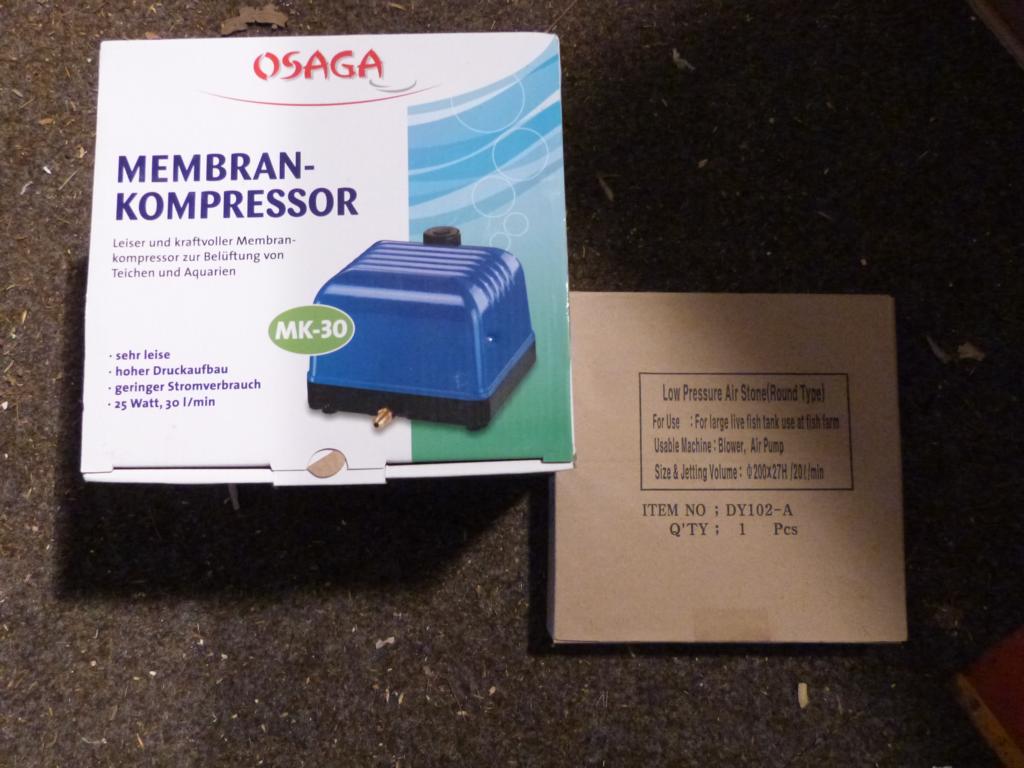 OSAGA
MEMBRAN-
KOMPRESSOR
Leiser und kraftvoller Membran-
kompressor zur Belüftung von
Teichen und Aquarien
MK-30
· sehr leise
· hoher Druckaufbau
· geringer Stromverbrauch
· 25 Watt, 30 l/min
Low Pressure Air Stone(Round Type)
For Use : For large live fish tank use at fish farm
Usable Machine : Blower, Air Pump
Size & Jetting Volume : Φ200X27H /20ℓ/min
ITEM NO ; DY102-A
Q'TY ; 1 Pcs